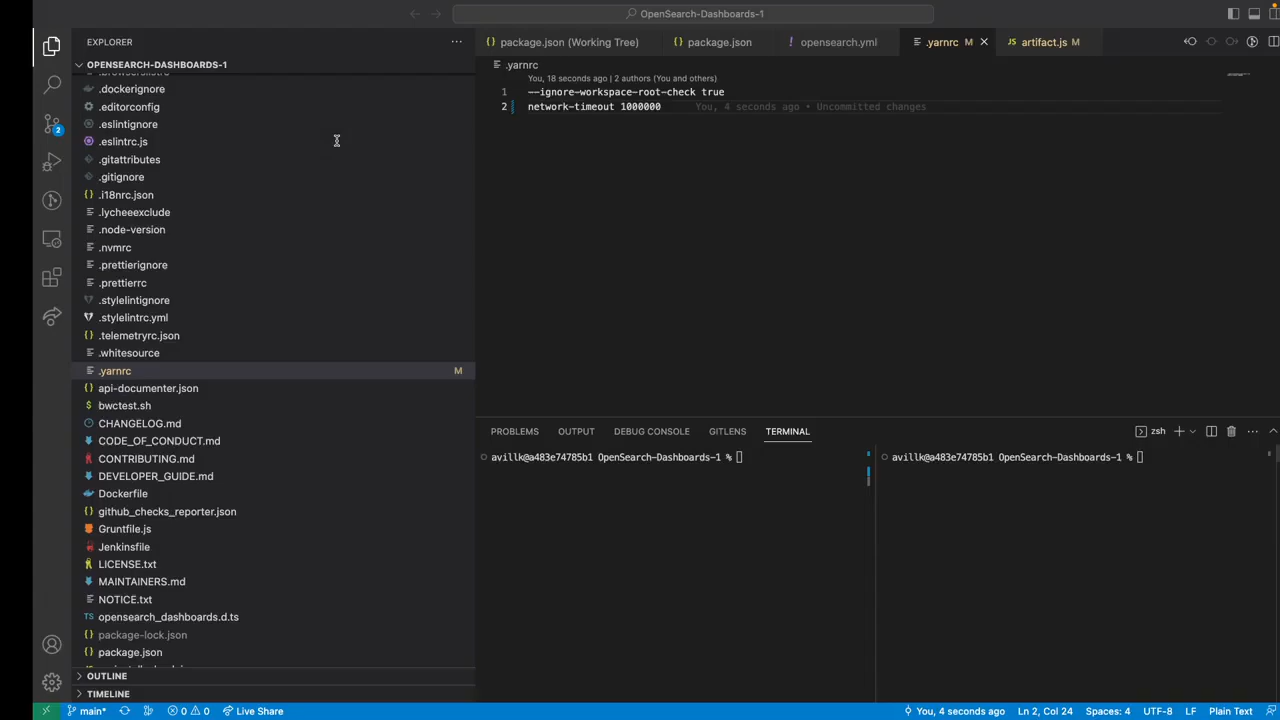 OpenSearch-Dashboards-1
EXPLORER
OPENSEARCH-DASHBOARDS-1
.dockerignore
.editorconfig
.eslintignore
.eslintrc.js
.gitattributes
.gitignore
.i18nrc.json
.lycheeexclude
.node-version
.nvmrc
.prettierignore
.prettierrc
.stylelintignore
.stylelintrc.yml
.telemetryrc.json
.whitesource
.yarnrc M
api-documenter.json
bwctest.sh
CHANGELOG.md
CODE_OF_CONDUCT.md
CONTRIBUTING.md
DEVELOPER_GUIDE.md
Dockerfile
github_checks_reporter.json
Gruntfile.js
Jenkinsfile
LICENSE.txt
MAINTAINERS.md
NOTICE.txt
TS opensearch_dashboards.d.ts
package-lock.json
package.json
OUTLINE
TIMELINE
2
package.json (Working Tree)
package.json
opensearch.yml
.yarnrc M
JS artifact.js M
.yarnrc
You, 18 seconds ago | 2 authors (You and others)
1 --ignore-workspace-root-check true
2 network-timeout 1000000 You, 4 seconds ago • Uncommitted changes
PROBLEMS OUTPUT DEBUG CONSOLE GITLENS TERMINAL
zsh
avillk@a483e74785b1 OpenSearch-Dashboards-1 %
avillk@a483e74785b1 OpenSearch-Dashboards-1 %
main* 0 0 Live Share
You, 4 seconds ago Ln 2, Col 24 Spaces: 4 UTF-8 LF Plain Text